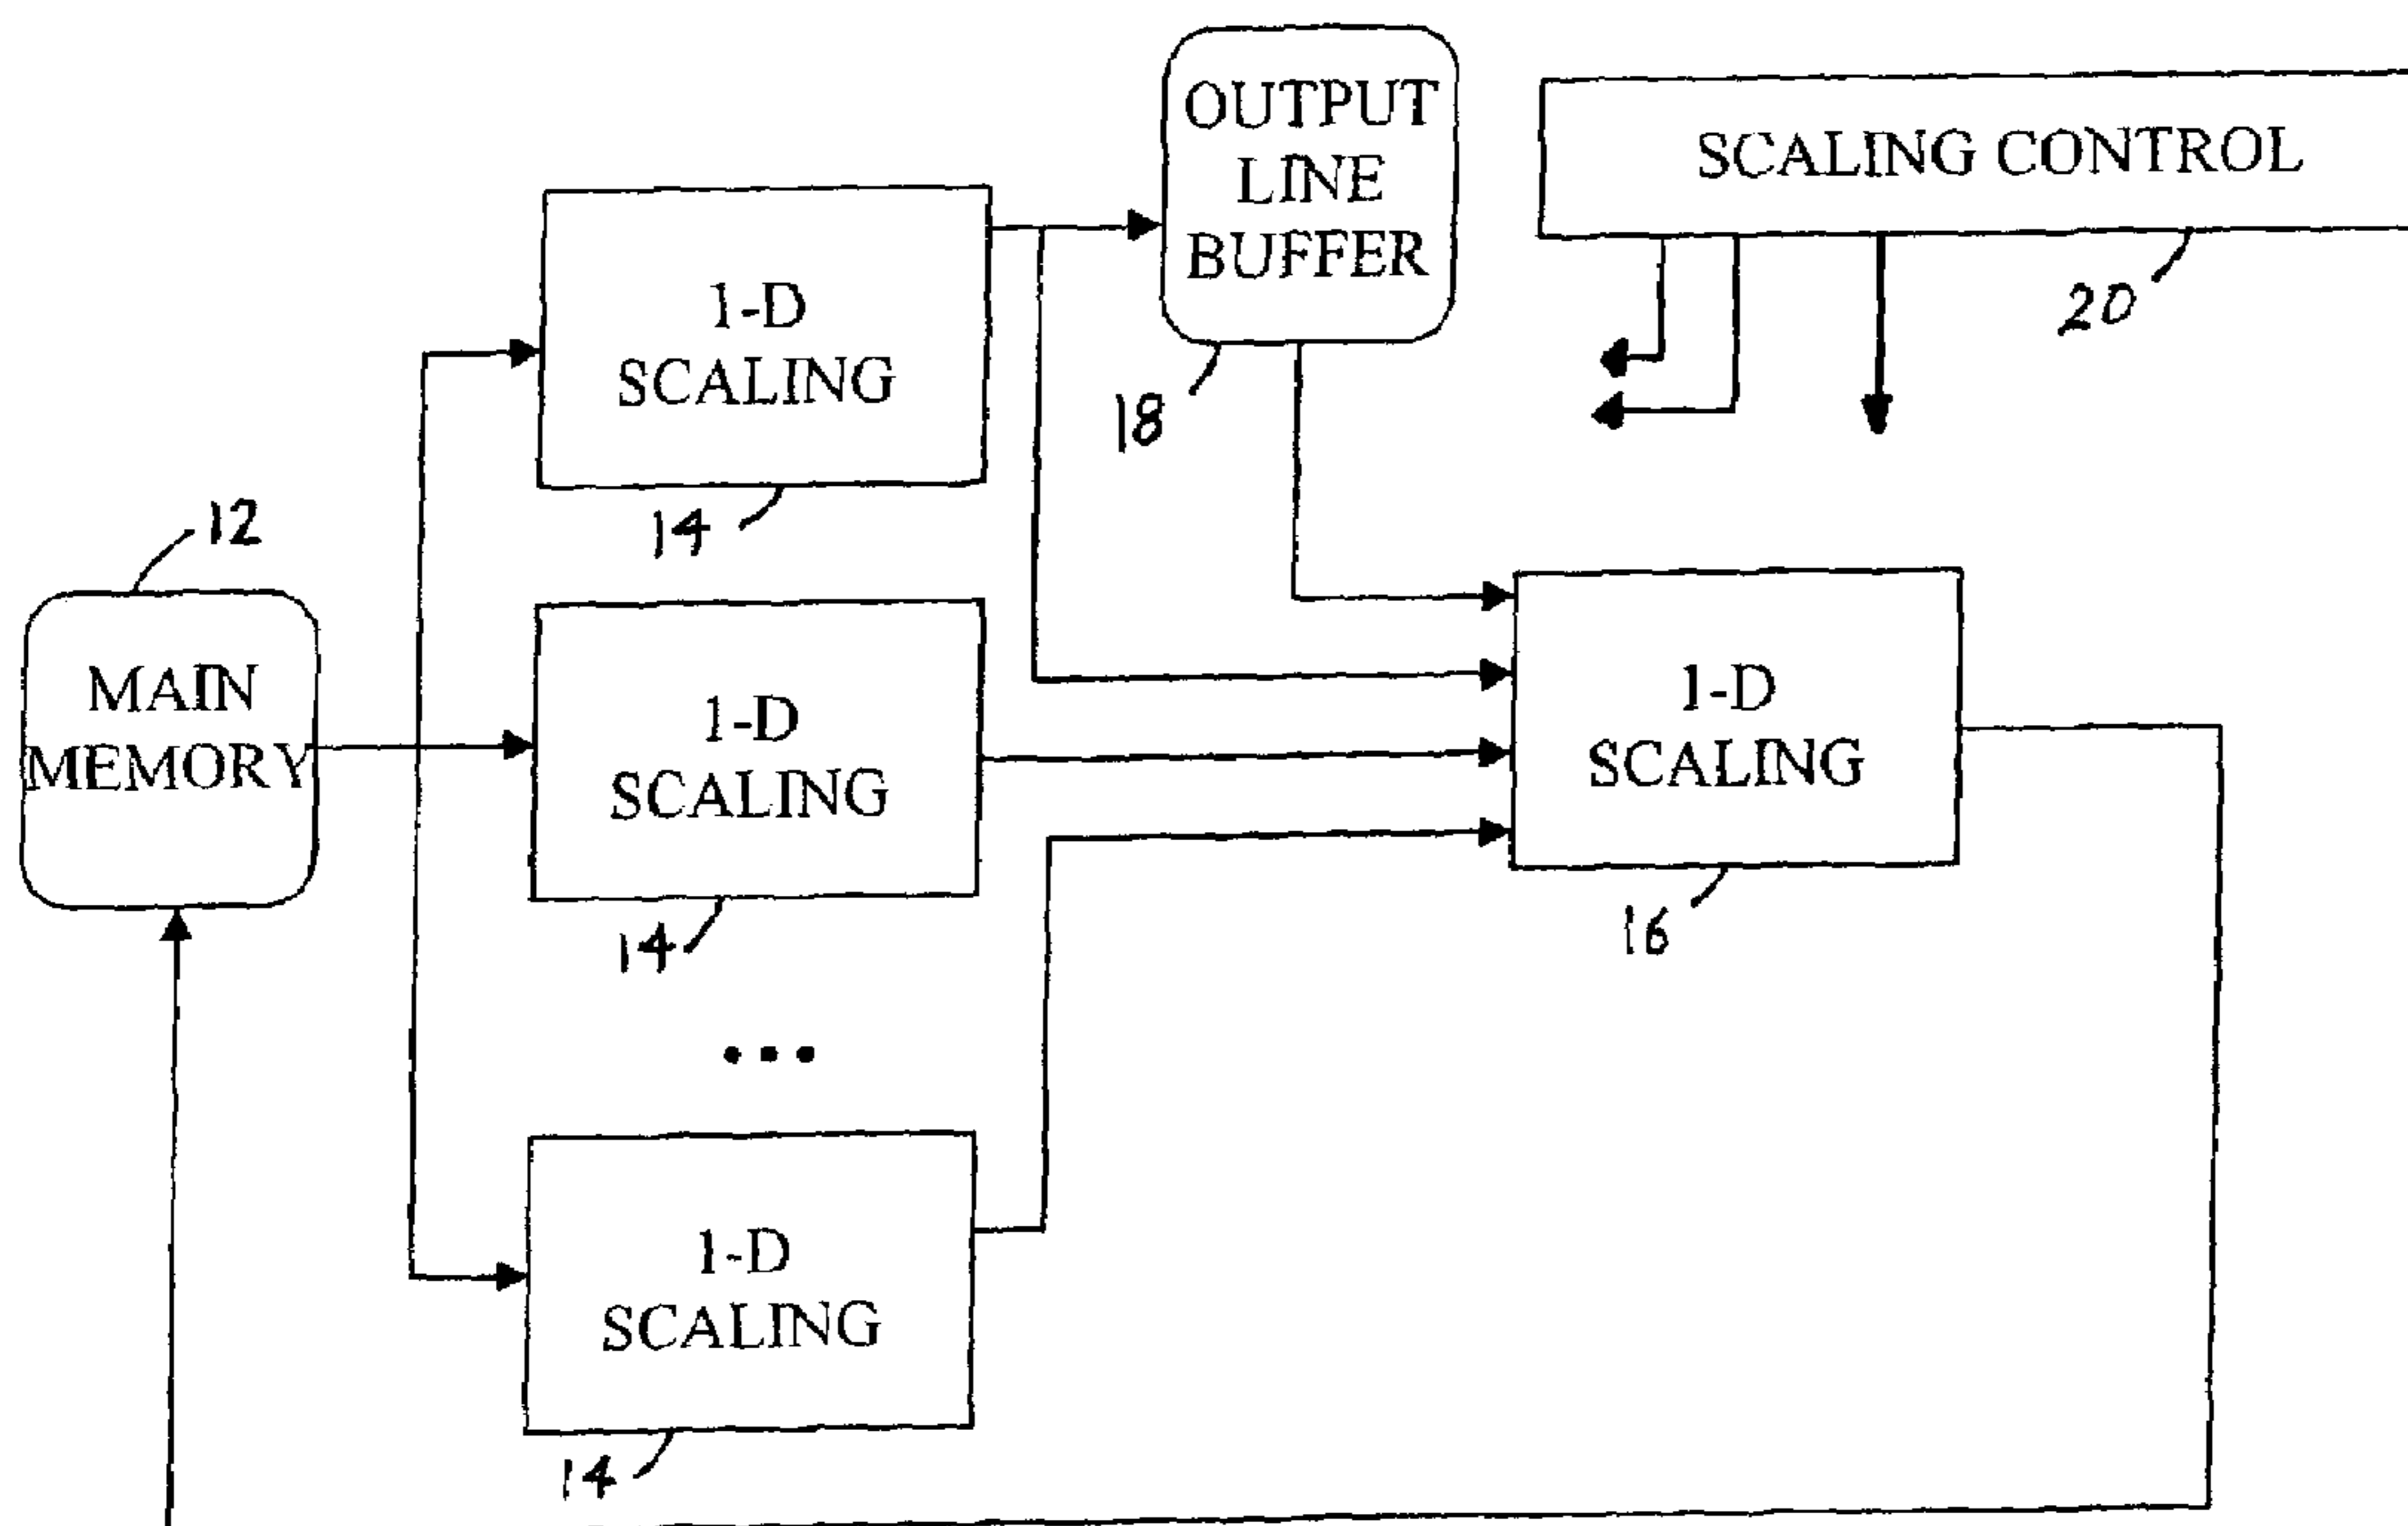 OUTPUT
LINE
BUFFER
18
SCALING CONTROL
20
1-D
SCALING
14
12
MAIN
MEMORY
1-D
SCALING
14
1-D
SCALING
16
•••
1-D
SCALING
14